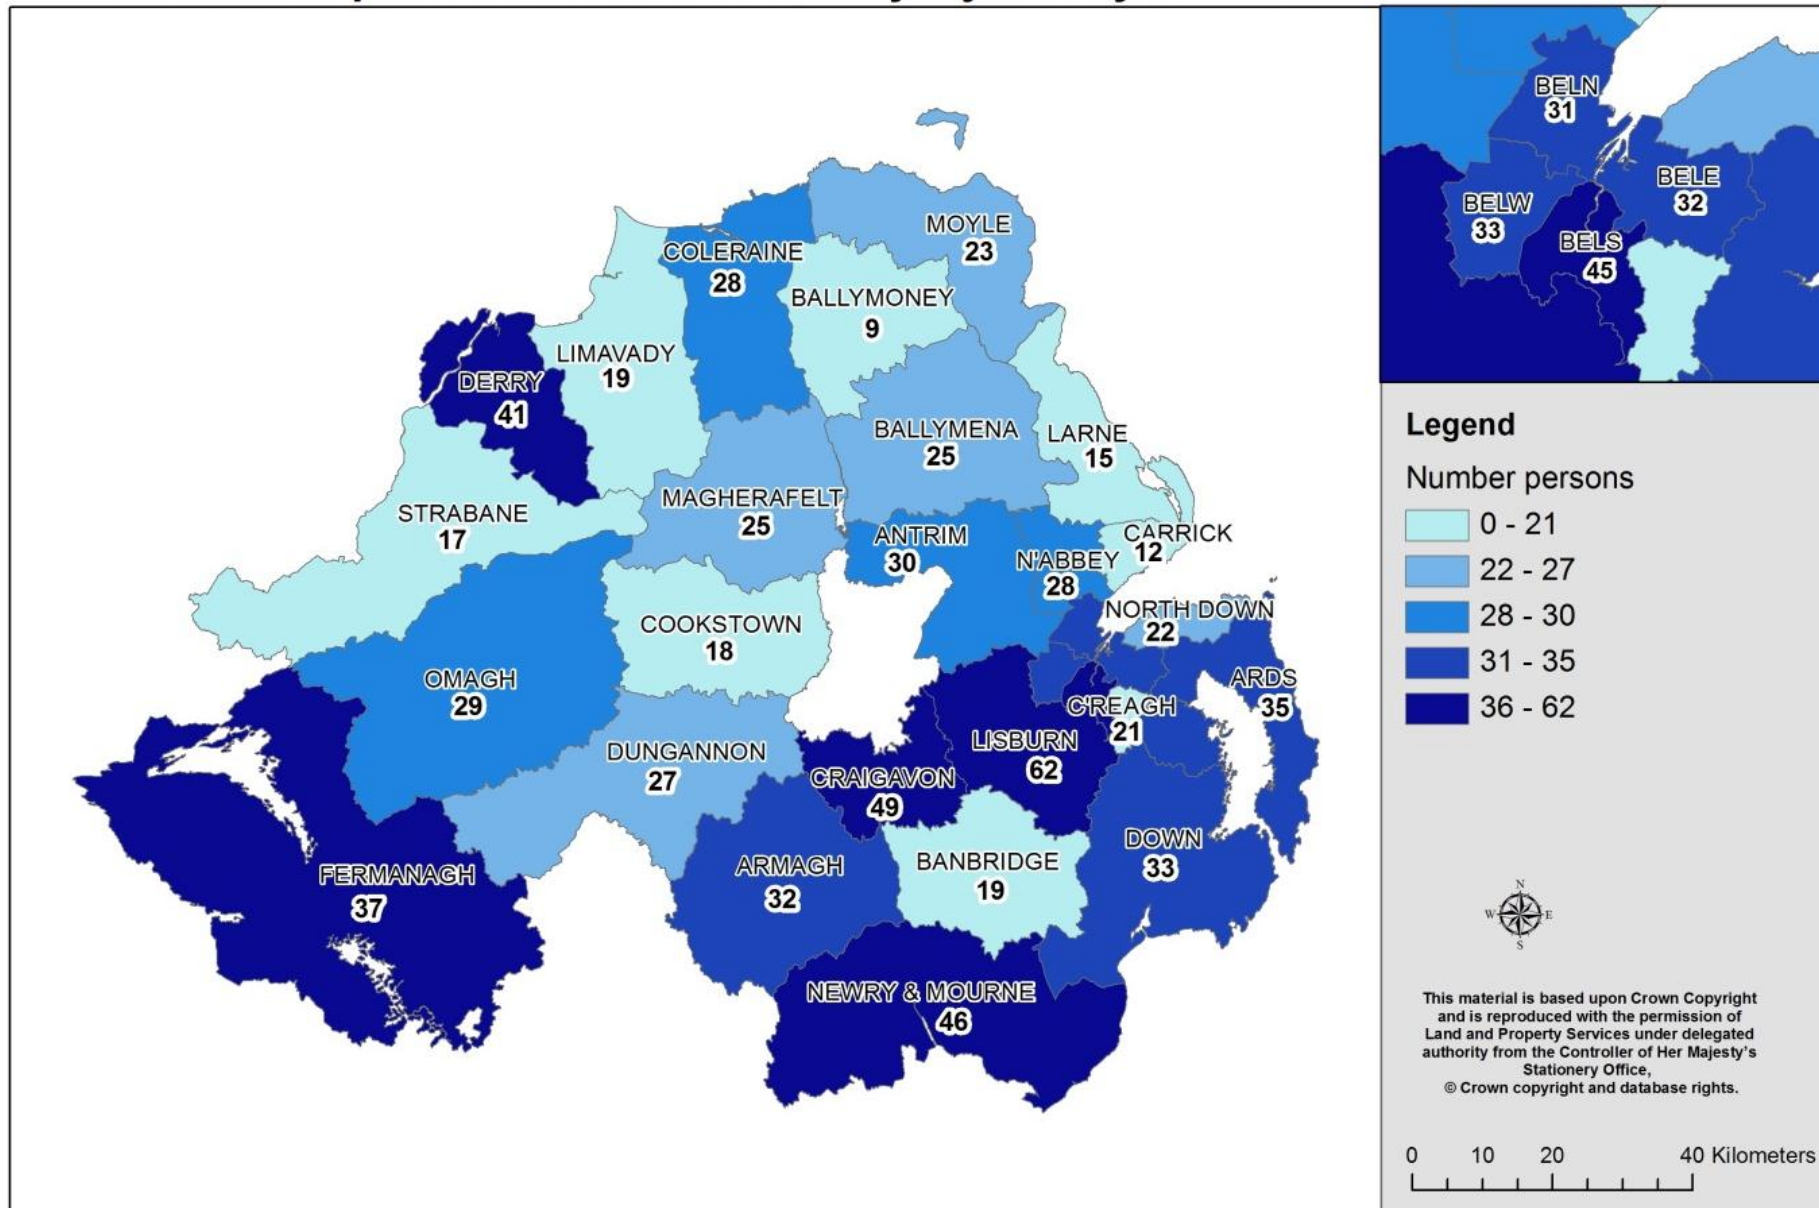 MOYLE
23
COLERAINE
28
BALLYMONEY
9
LIMAVADY
19
DERRY
41
BALLYMENA
25
LARNE
15
MAGHERAFELT
25
STRABANE
17
ANTRIM
30
CARRICK
12
N'ABBEY
28
NORTH DOWN
22
COOKSTOWN
18
OMAGH
29
ARDS
35
C'REAGH
21
DUNGANNON
27
LISBURN
62
CRAIGAVON
49
DOWN
33
ARMAGH
32
BANBRIDGE
19
FERMANAGH
37
NEWRY & MOURNE
46
BELN
31
BELE
32
BELW
33
BELS
45
Legend
Number persons
0 - 21
22 - 27
28 - 30
31 - 35
36 - 62
N
W E
S
This material is based upon Crown Copyright
and is reproduced with the permission of
Land and Property Services under delegated
authority from the Controller of Her Majesty's
Stationery Office,
© Crown copyright and database rights.
0 10 20 40 Kilometers